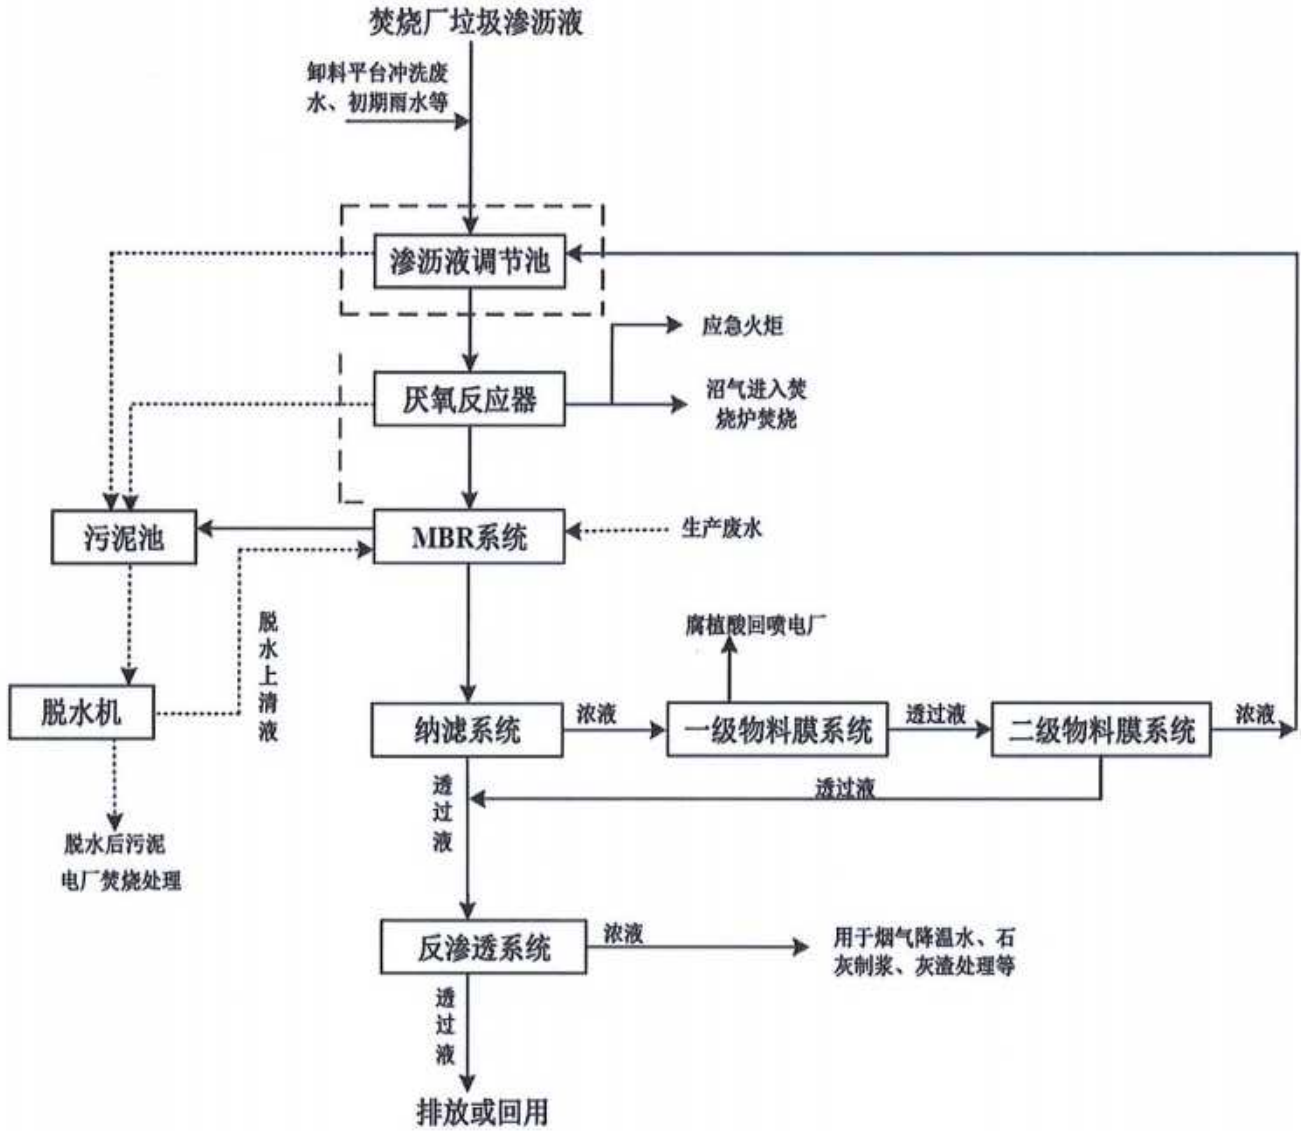 焚烧厂垃圾渗沥液
卸料平台冲洗废
水、初期雨水等
渗沥液调节池
应急火炬
厌氧反应器
沼气进入焚
烧炉焚烧
污泥池
MBR系统
生产废水
脱水上清液
腐植酸回喷电厂
脱水机
纳滤系统
浓液
一级物料膜系统
透过液
二级物料膜系统
浓液
透过液
透过液
脱水后污泥
电厂焚烧处理
反渗透系统
浓液
用于烟气降温水、石
灰制浆、灰渣处理等
透过液
排放或回用